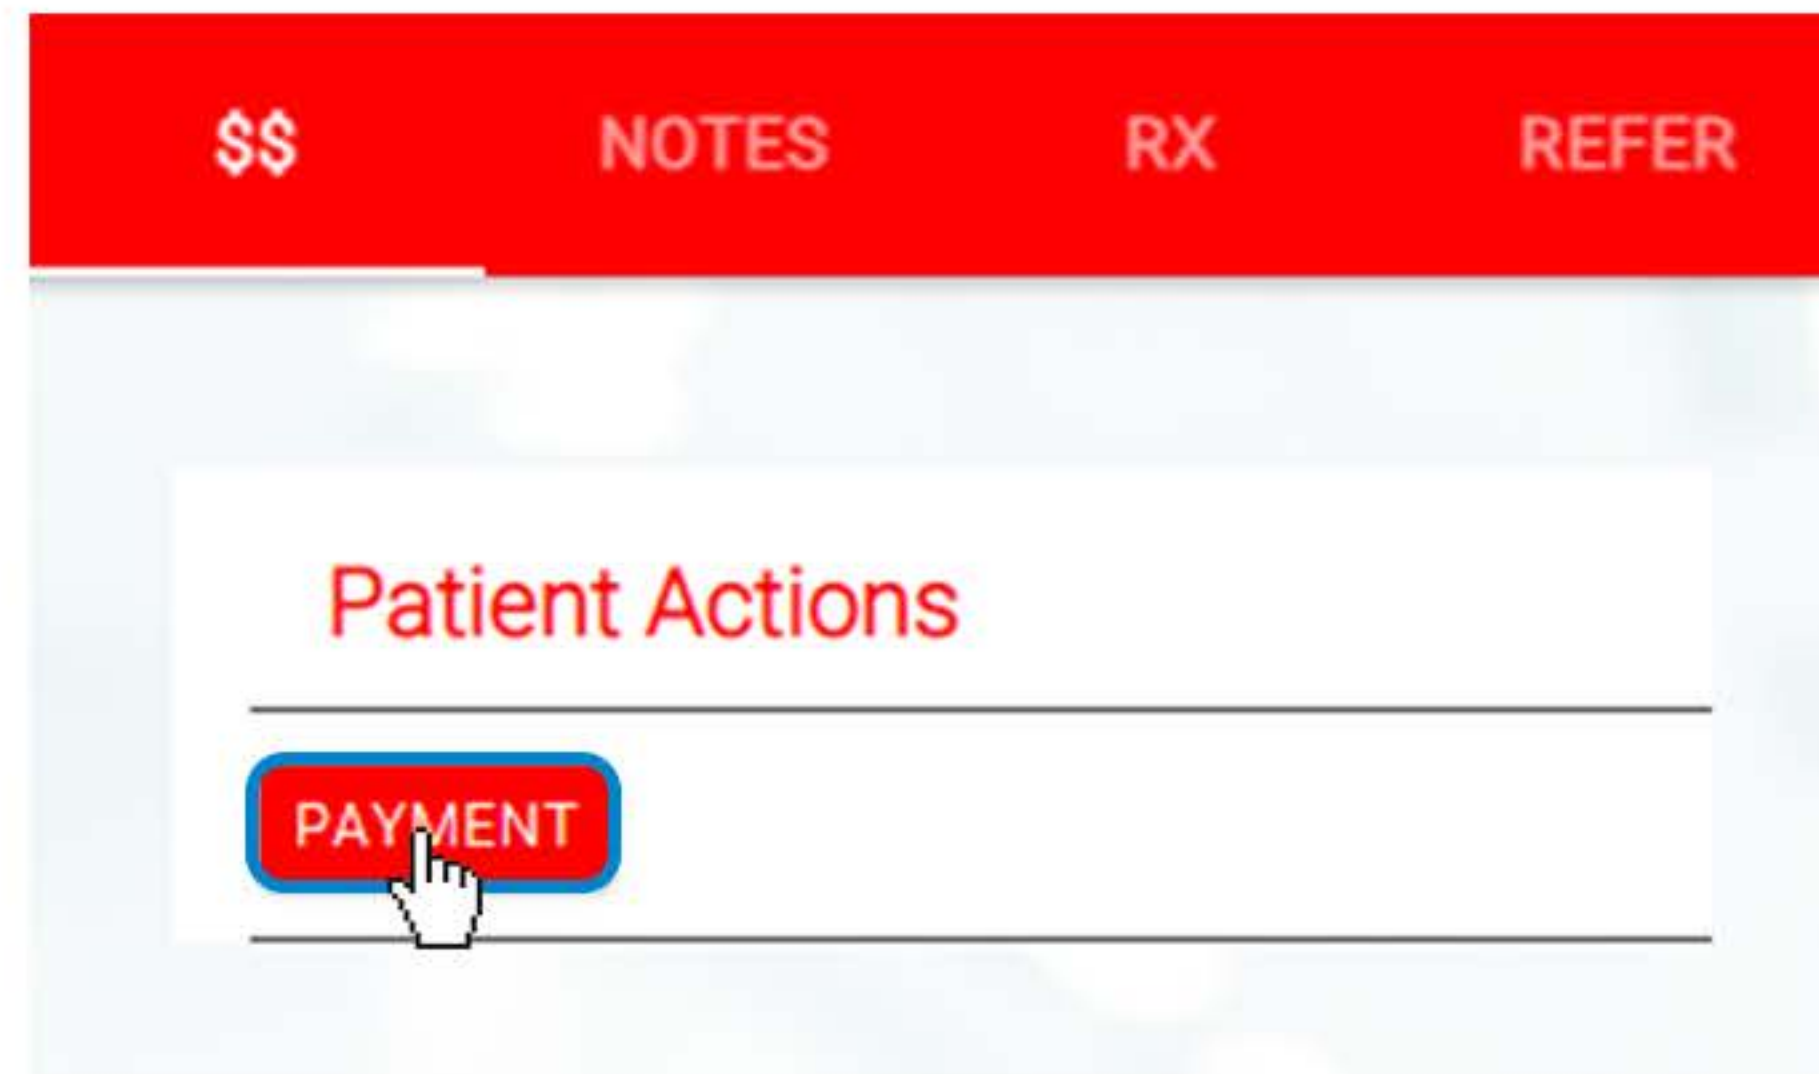 $$ NOTES RX REFER
Patient Actions
PAYMENT